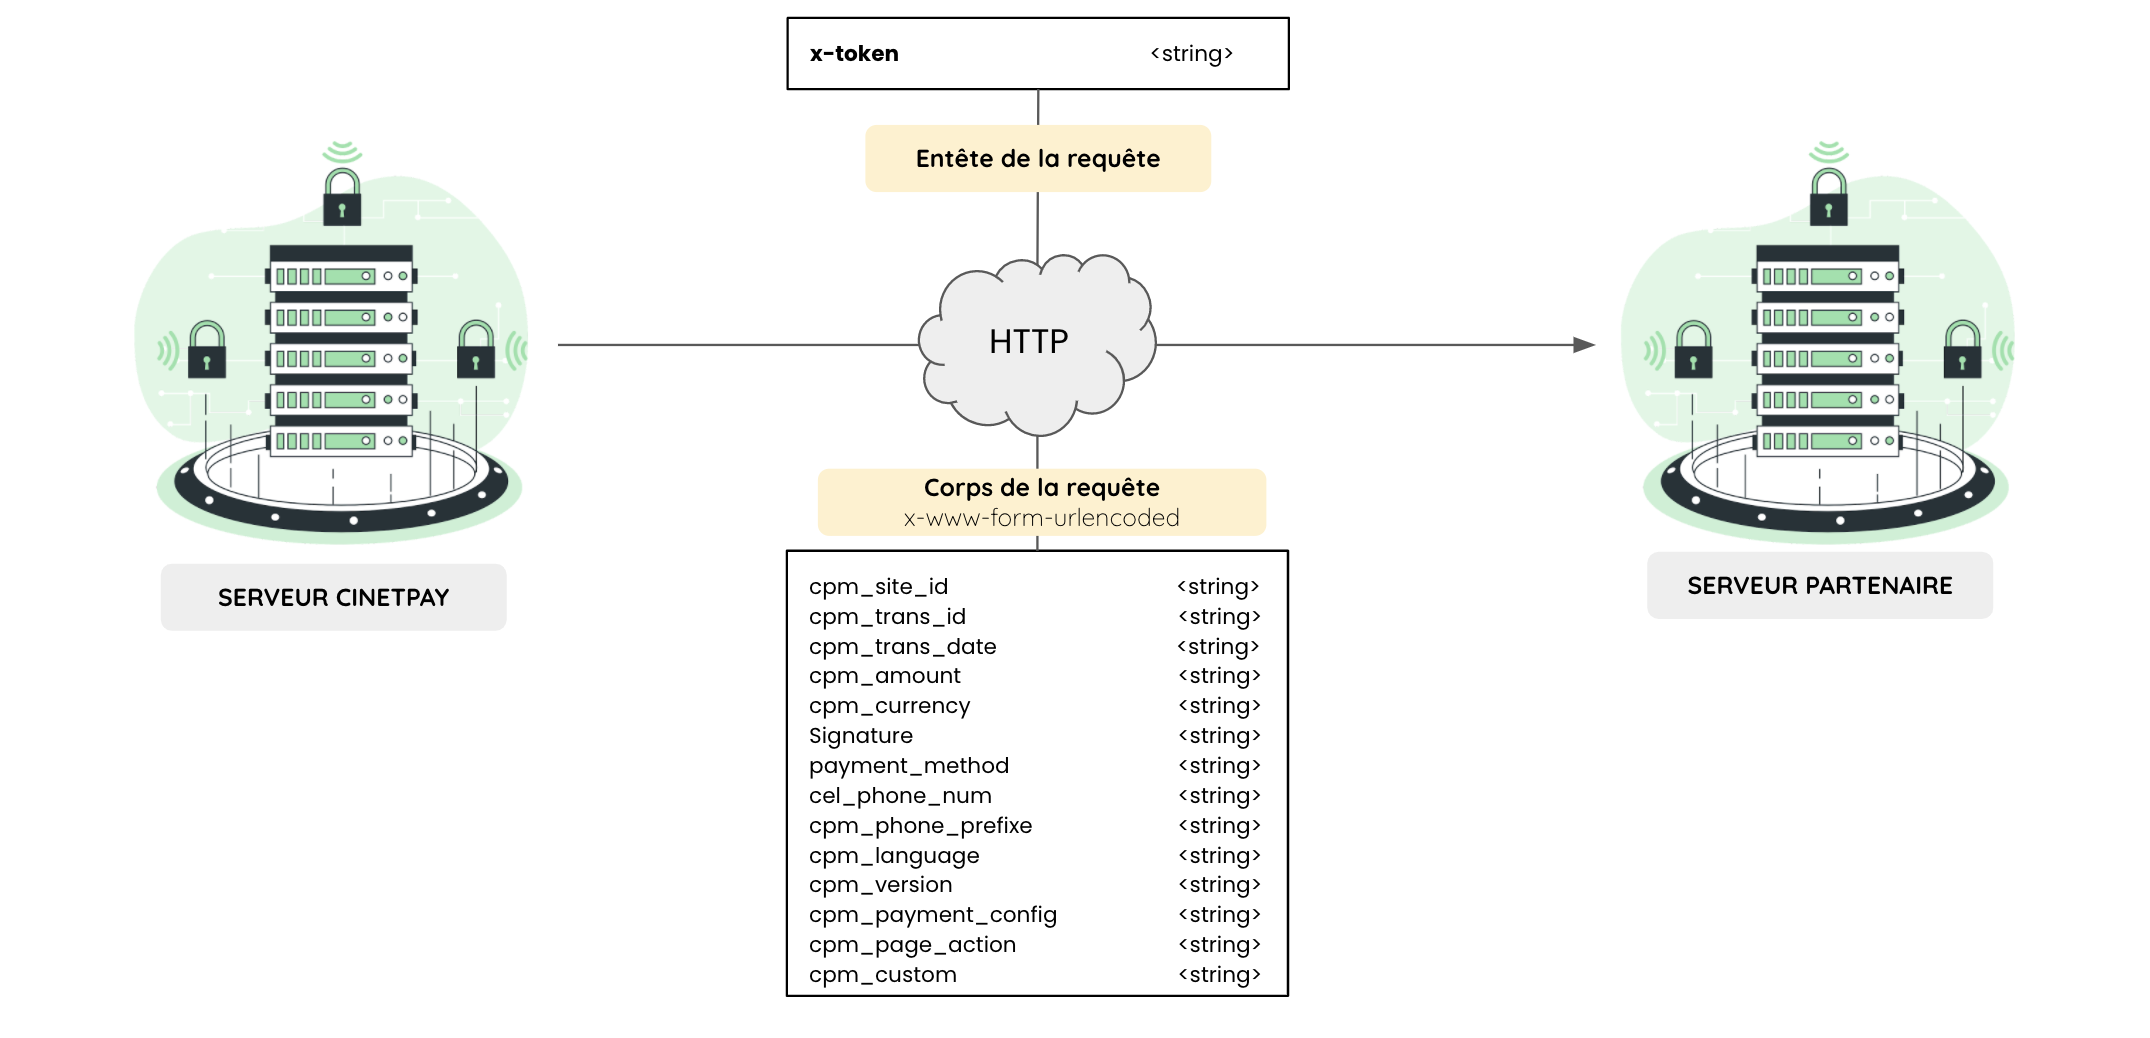 x-token <string>
Entête de la requête
HTTP
Corps de la requête
x-www-form-urlencoded
SERVEUR CINETPAY
SERVEUR PARTENAIRE
cpm_site_id <string>
cpm_trans_id <string>
cpm_trans_date <string>
cpm_amount <string>
cpm_currency <string>
Signature <string>
payment_method <string>
cel_phone_num <string>
cpm_phone_prefixe <string>
cpm_language <string>
cpm_version <string>
cpm_payment_config <string>
cpm_page_action <string>
cpm_custom <string>